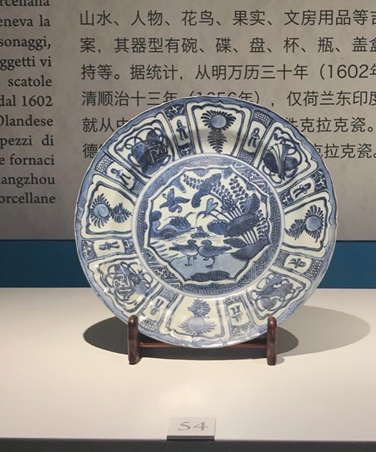 rcellana
neva la
sonaggi,
ggetti vi
scatole
dal 1602
Olandese
pezzi di
e fornaci
angzhou
orcellane
山水、人物、花鸟、果实、文房用品等吉
案，其器型有碗、碟、盘、杯、瓶、盖盒
持等。据统计，从明万历三十年（1602年
清顺治十三年（1656年），仅荷兰东印度
就从中
件克拉克瓷。
德
克拉克瓷。
54